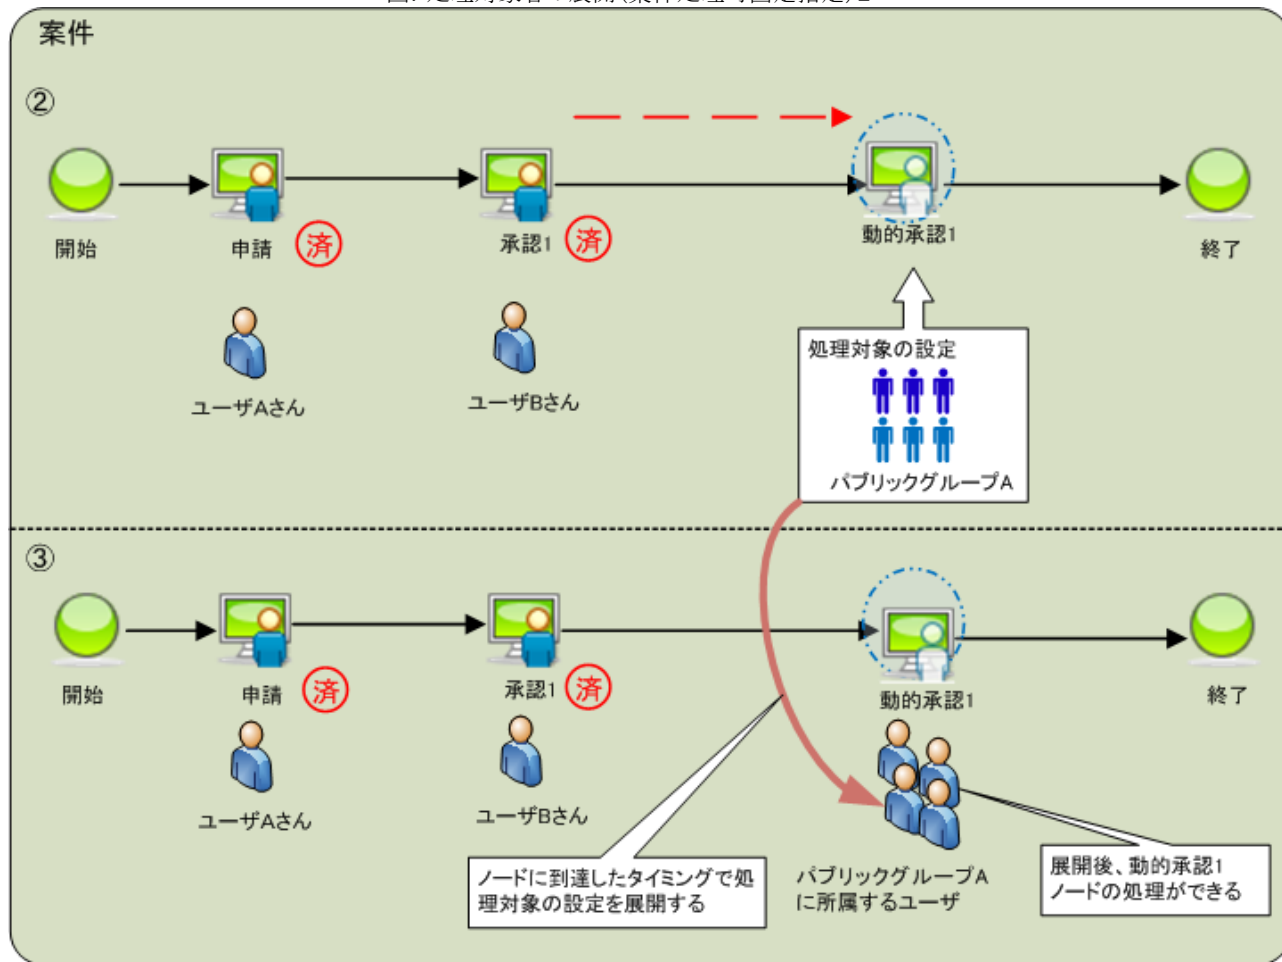 案件
②
開始
申請
済
承認1
済
動的承認1
終了
ユーザAさん
ユーザBさん
処理対象の設定
パブリックグループA
③
開始
申請
済
承認1
済
動的承認1
終了
ユーザAさん
ユーザBさん
ノードに到達したタイミングで処
理対象の設定を展開する
パブリックグループA
に所属するユーザ
展開後、動的承認1
ノードの処理ができる